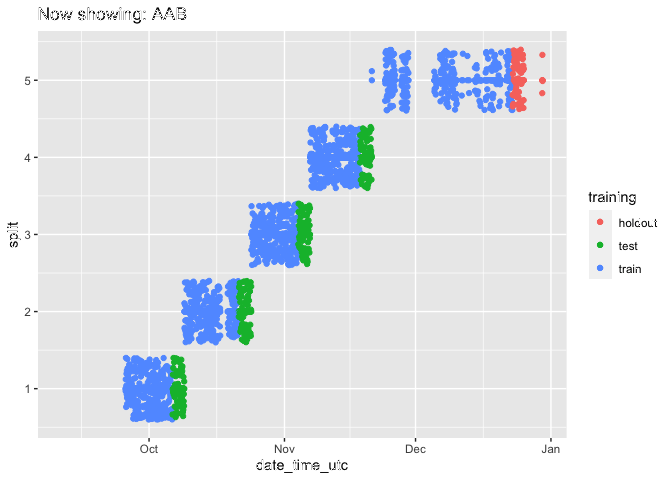 Now showing: AAB
5
4
3
2
1
split
Oct
Nov
Dec
Jan
date_time_utc
training
holdout
test
train